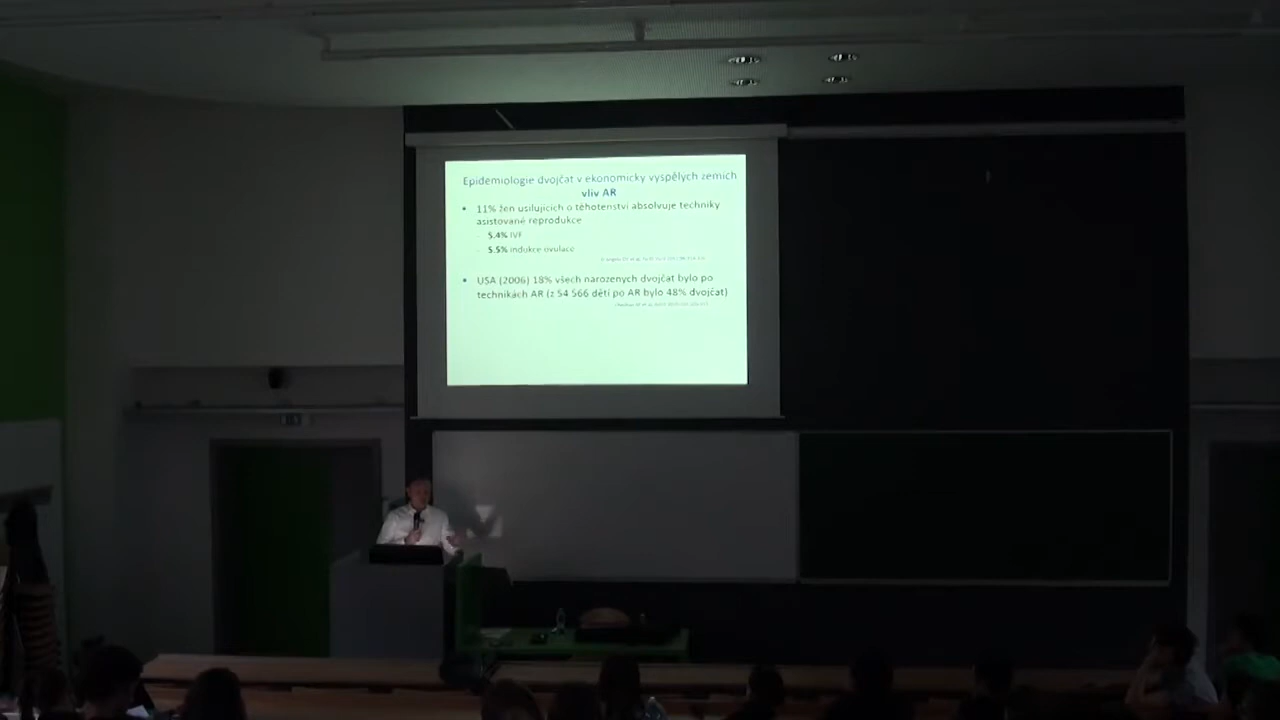 Epidemiologie dvojčat v ekonomicky vyspělých zemích
vliv AR
11% žen usilujících o těhotenství absolvuje techniky
asistované reprodukce
5.4% IVF
5.5% indukce ovulace
USA (2006) 18% všech narozených dvojčat bylo po
technikách AR (z 54 566 dětí po AR bylo 48% dvojčat)